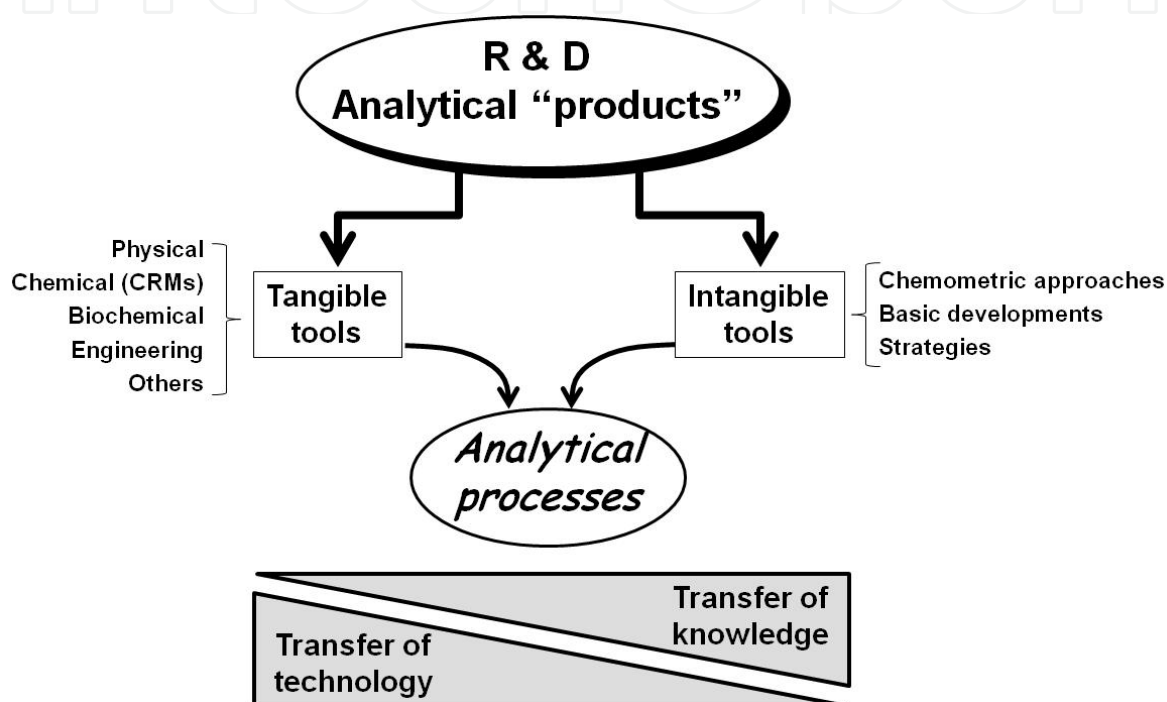 R & D
Analytical “products”
Physical
Chemical (CRMs)
Biochemical
Engineering
Others
Tangible
tools
Intangible
tools
Chemometric approaches
Basic developments
Strategies
Analytical
processes
Transfer of
knowledge
Transfer of
technology